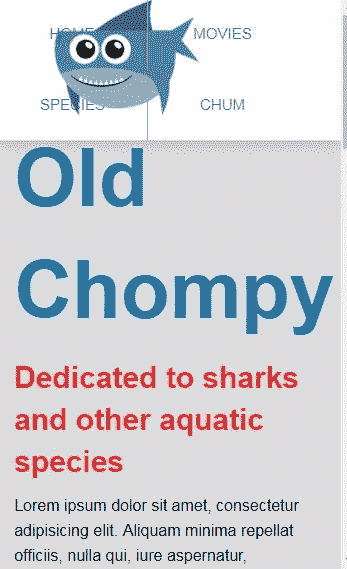 HOME MOVIES
SPECIES CHUM
Old
Chompy
Dedicated to sharks
and other aquatic
species
Lorem ipsum dolor sit amet, consectetur
adipisicing elit. Aliquam minima repellat
officiis, nulla qui, iure aspernatur,